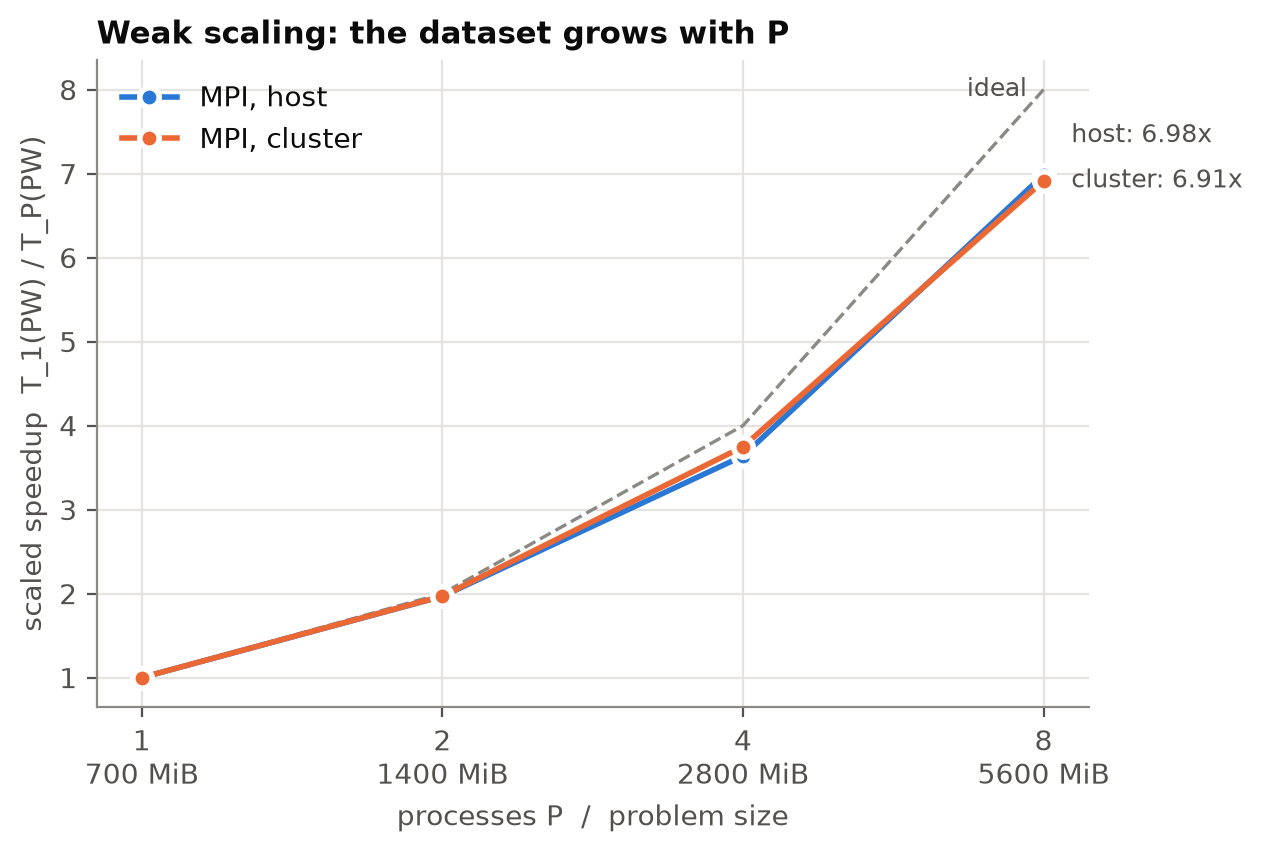 Weak scaling: the dataset grows with P
MPI, host
MPI, cluster
ideal
host: 6.98x
cluster: 6.91x
scaled speedup  T_1(PW) / T_P(PW)
8
7
6
5
4
3
2
1
1 2 4 8
700 MiB 1400 MiB 2800 MiB 5600 MiB
processes P  /  problem size